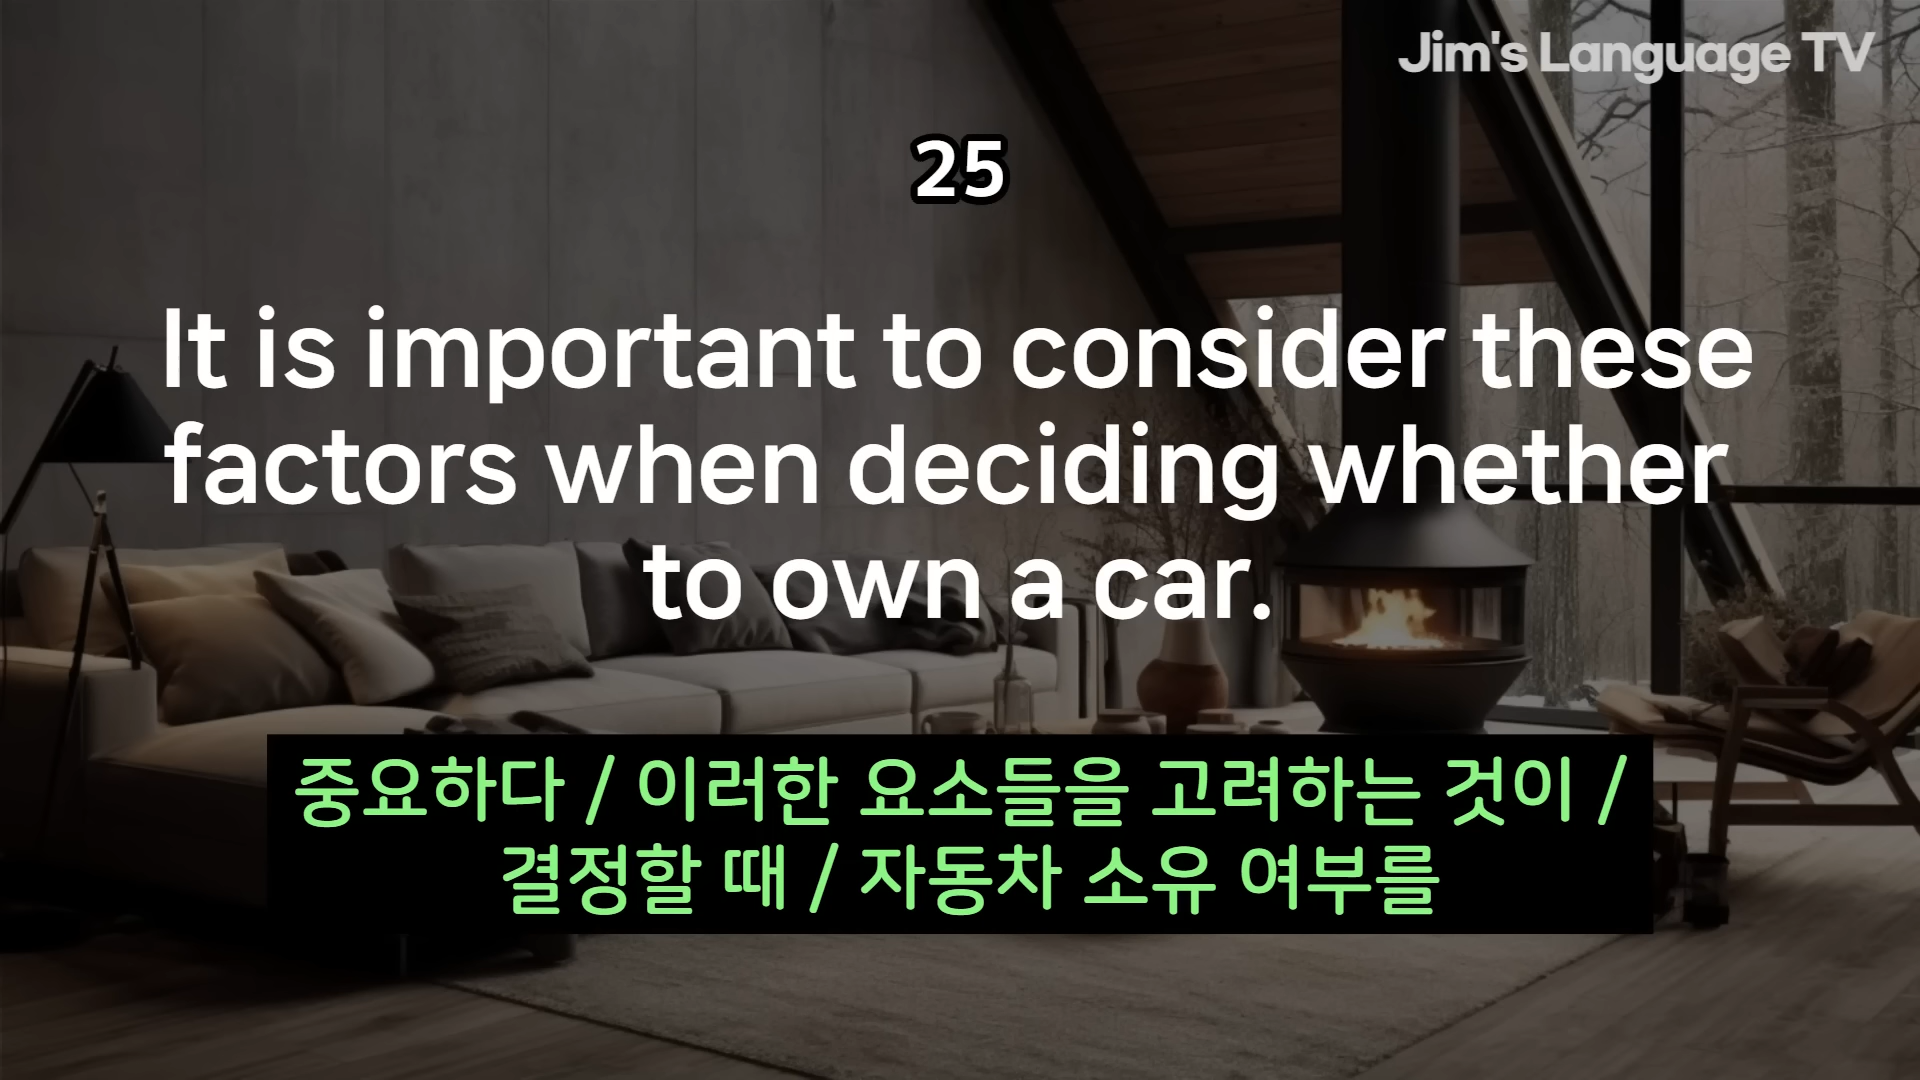 Jim's Language TV
25
It is important to consider these
factors when deciding whether
to own a car.
중요하다 / 이러한 요소들을 고려하는 것이 /
결정할 때 / 자동차 소유 여부를